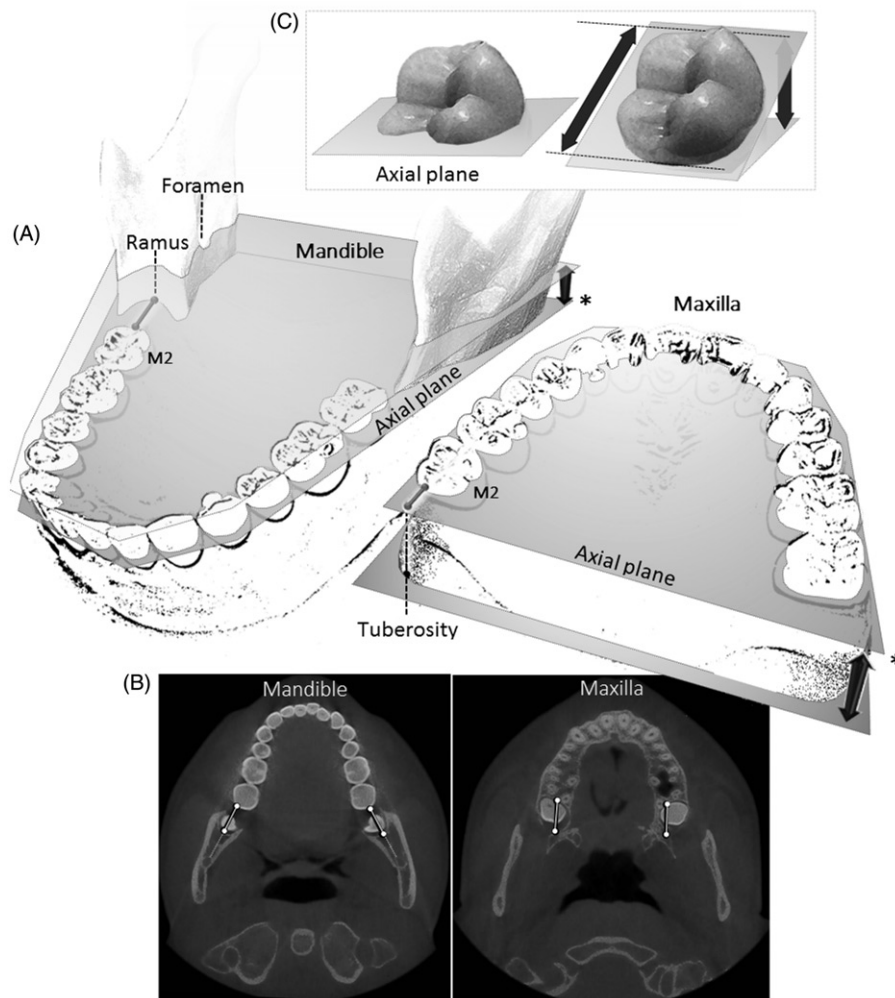 (C)
Axial plane
Foramen
(A)
Ramus
Mandible
*
Maxilla
M2
Axial plane
M2
Axial plane
Tuberosity
*
(B)
Mandible
Maxilla